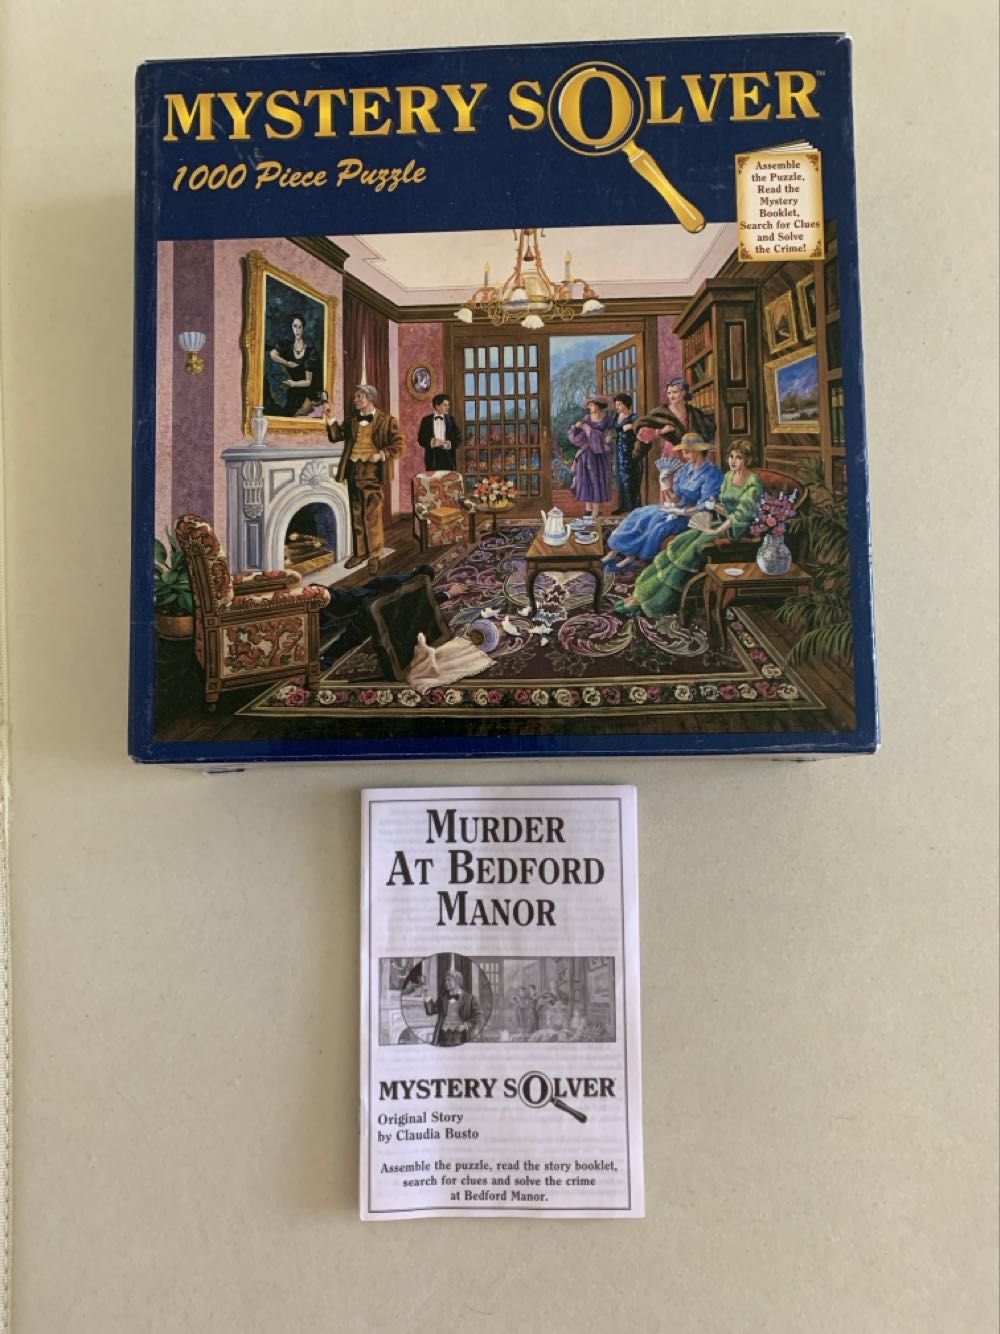 MYSTERY SOLVER™
1000 Piece Puzzle
Assemble
the Puzzle,
Read the
Mystery
Booklet,
Search for Clues
and Solve
the Crime!
MURDER
AT BEDFORD
MANOR
MYSTERY SOLVER
Original Story
by Claudia Busto
Assemble the puzzle, read the story booklet,
search for clues and solve the crime
at Bedford Manor.